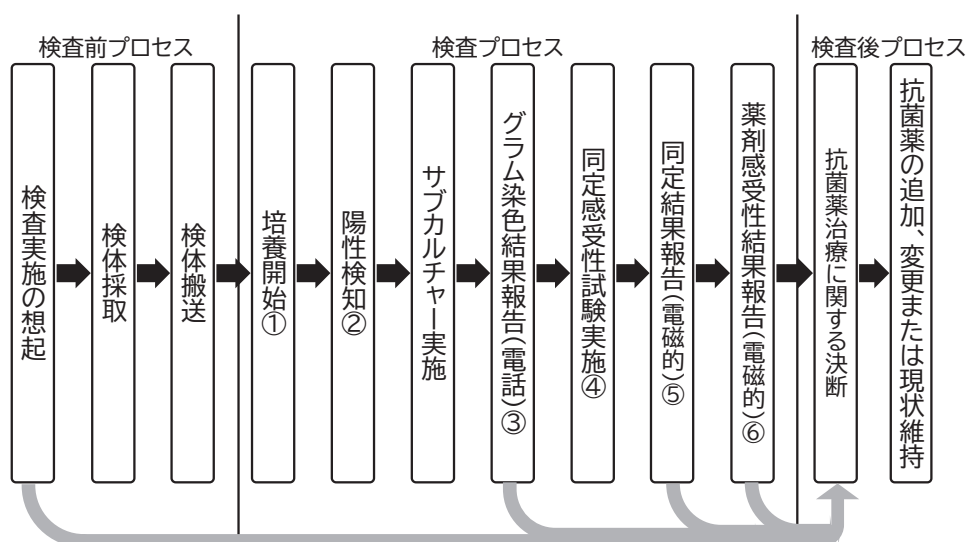 検査前プロセス
検査プロセス
検査後プロセス
検査実施の想起
検体採取
検体搬送
培養開始①
陽性検知②
サブカルチャー実施
グラム染色結果報告(電話)③
同定感受性試験実施④
同定結果報告(電磁的)⑤
薬剤感受性結果報告(電磁的)⑥
抗菌薬治療に関する決断
抗菌薬の追加、変更または現状維持